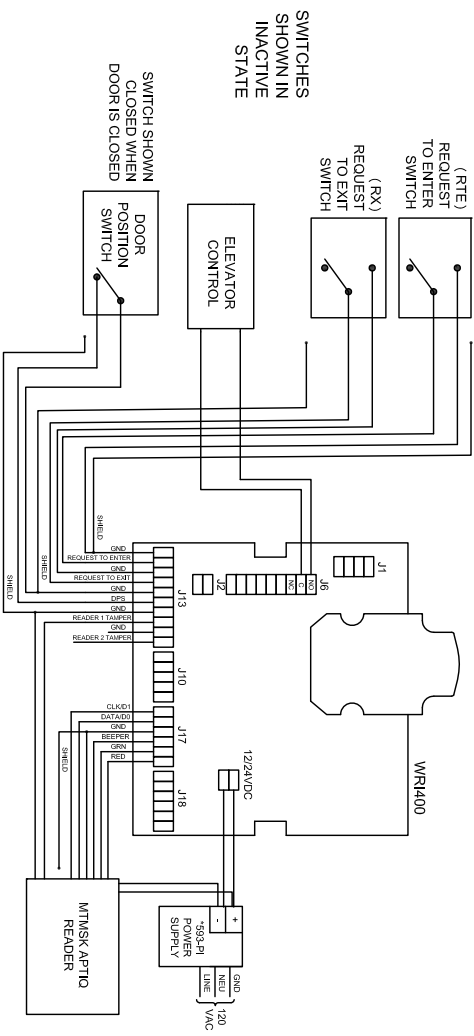 SWITCHES
SHOWN IN
INACTIVE
STATE
(RTE)
REQUEST
TO ENTER
SWITCH
(RX)
REQUEST
TO EXIT
SWITCH
ELEVATOR
CONTROL
SWITCH SHOWN
CLOSED WHEN
DOOR IS CLOSED
DOOR
POSITION
SWITCH
WRI400
J1
J6
NO
C
NC
J2
J13
GND
REQUEST TO ENTER
GND
REQUEST TO EXIT
GND
DPS
GND
READER 1 TAMPER
GND
READER 2 TAMPER
SHIELD
SHIELD
SHIELD
J10
J17
CLK/D1
DATA/D0
GND
BEEPER
GRN
RED
SHIELD
J18
12/24VDC
+
-
*593-PI
POWER
SUPPLY
GND
NEU
LINE
120
VAC
MTMSK APTIQ
READER